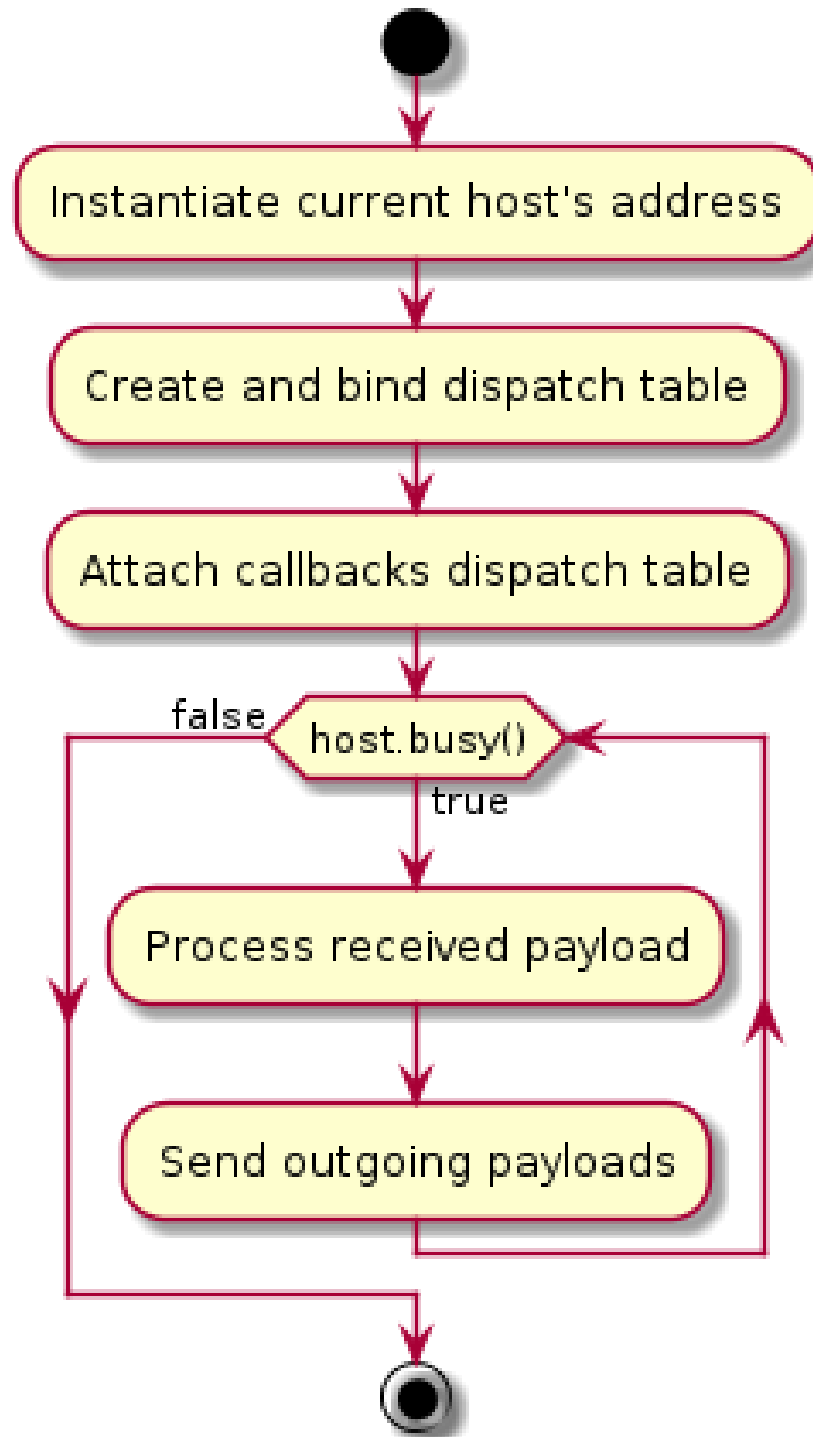 Instantiate current host's address
Create and bind dispatch table
Attach callbacks dispatch table
false
host.busy()
true
Process received payload
Send outgoing payloads